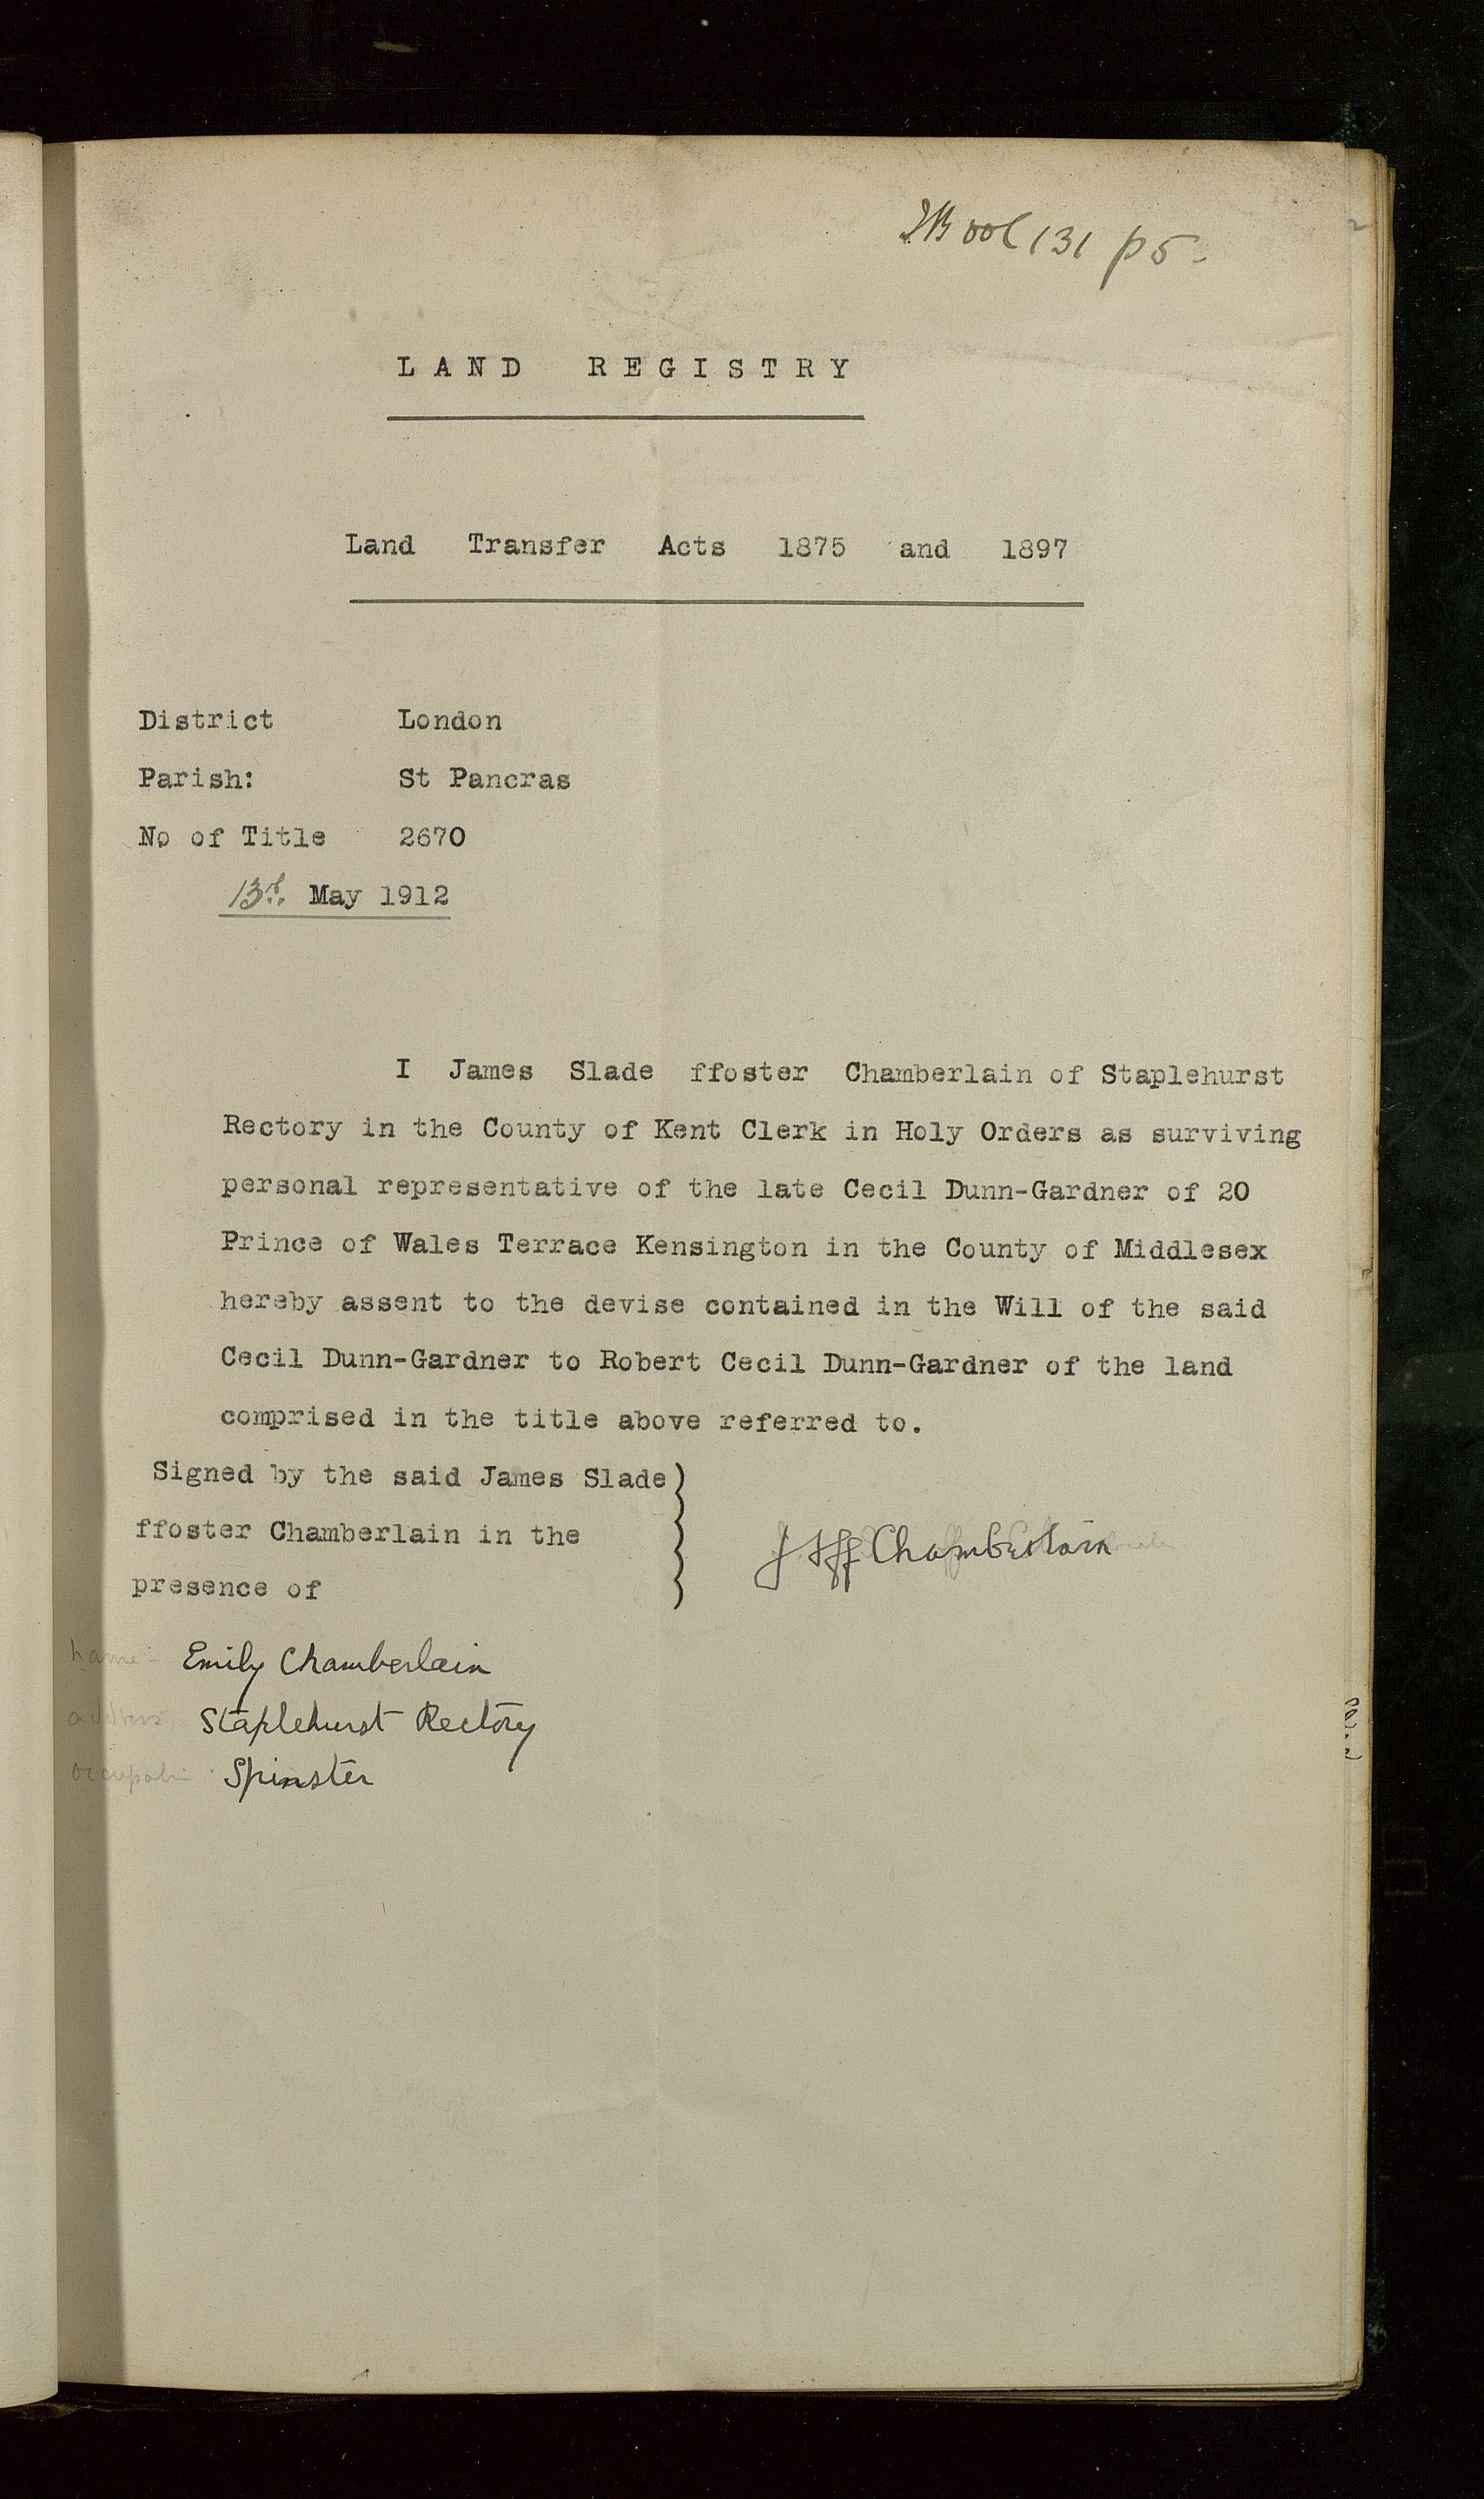 131 p 5
LAND REGISTRY
Land Transfer Acts 1875 and 1897
District London
Parish: St Pancras
No of Title 2670
13th May 1912
I James Slade ffoster Chamberlain of Staplehurst
Rectory in the County of Kent Clerk in Holy Orders as surviving
personal representative of the late Cecil Dunn-Gardner of 20
Prince of Wales Terrace Kensington in the County of Middlesex
hereby assent to the devise contained in the Will of the said
Cecil Dunn-Gardner to Robert Cecil Dunn-Gardner of the land
comprised in the title above referred to.
Signed by the said James Slade
ffoster Chamberlain in the
presence of
J S ff Chamberlain
name - Emily Chamberlain
address Staplehurst Rectory
occupation Spinster